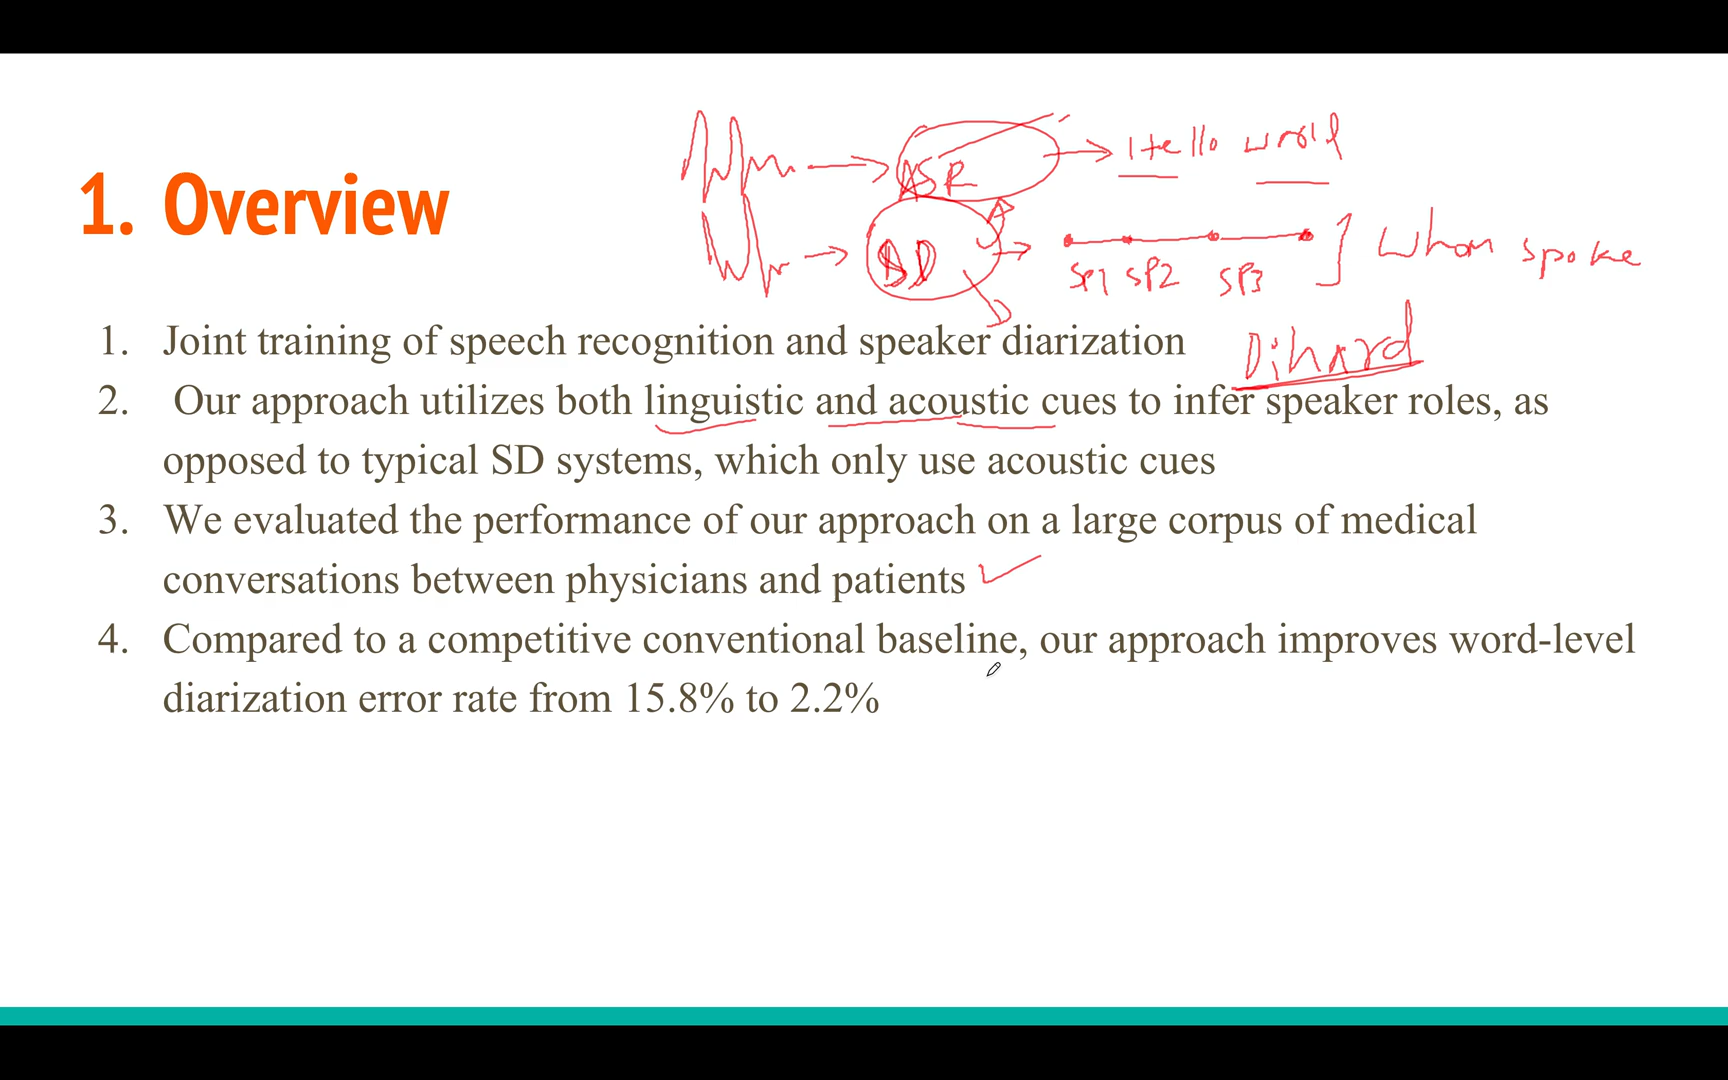 ASR
Hello world
1. Overview
SD
SP1 SP2 SP3
whom spoke
1. Joint training of speech recognition and speaker diarization
Dihard
2. Our approach utilizes both linguistic and acoustic cues to infer speaker roles, as
opposed to typical SD systems, which only use acoustic cues
3. We evaluated the performance of our approach on a large corpus of medical
conversations between physicians and patients
4. Compared to a competitive conventional baseline, our approach improves word-level
diarization error rate from 15.8% to 2.2%